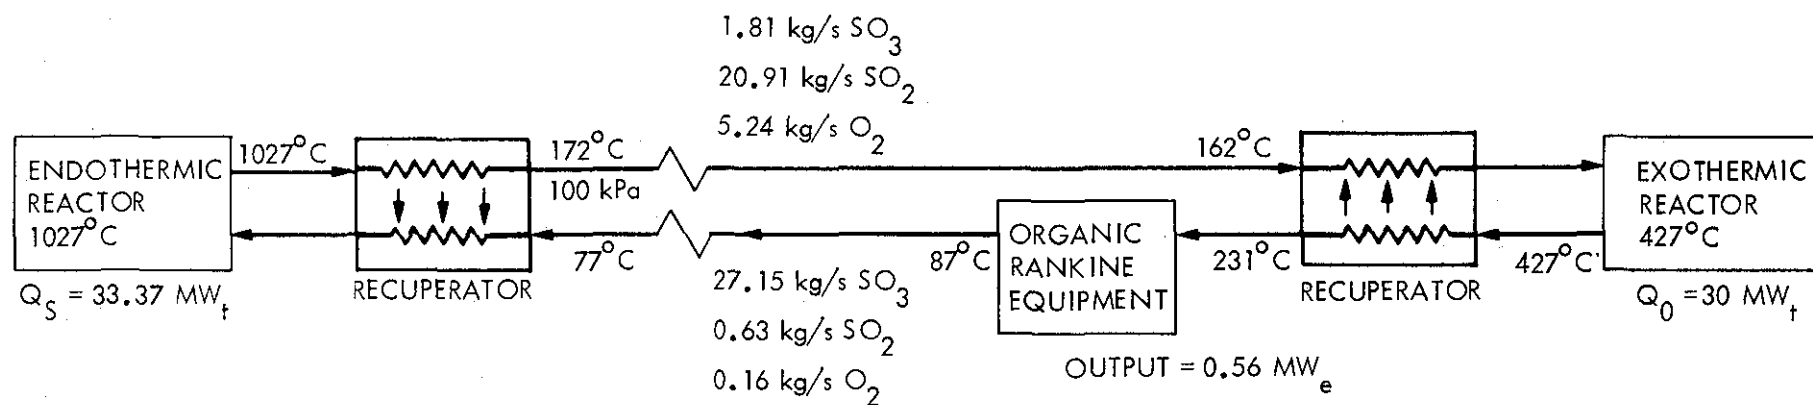 1.81 kg/s SO3
20.91 kg/s SO2
5.24 kg/s O2
ENDOTHERMIC
REACTOR
1027°C
1027°C
172°C
100 kPa
162°C
EXOTHERMIC
REACTOR
427°C
77°C
87°C
ORGANIC
RANKINE
EQUIPMENT
231°C
427°C
QS = 33.37 MWt
RECUPERATOR
27.15 kg/s SO3
0.63 kg/s SO2
0.16 kg/s O2
RECUPERATOR
Q0 = 30 MWt
OUTPUT = 0.56 MWe